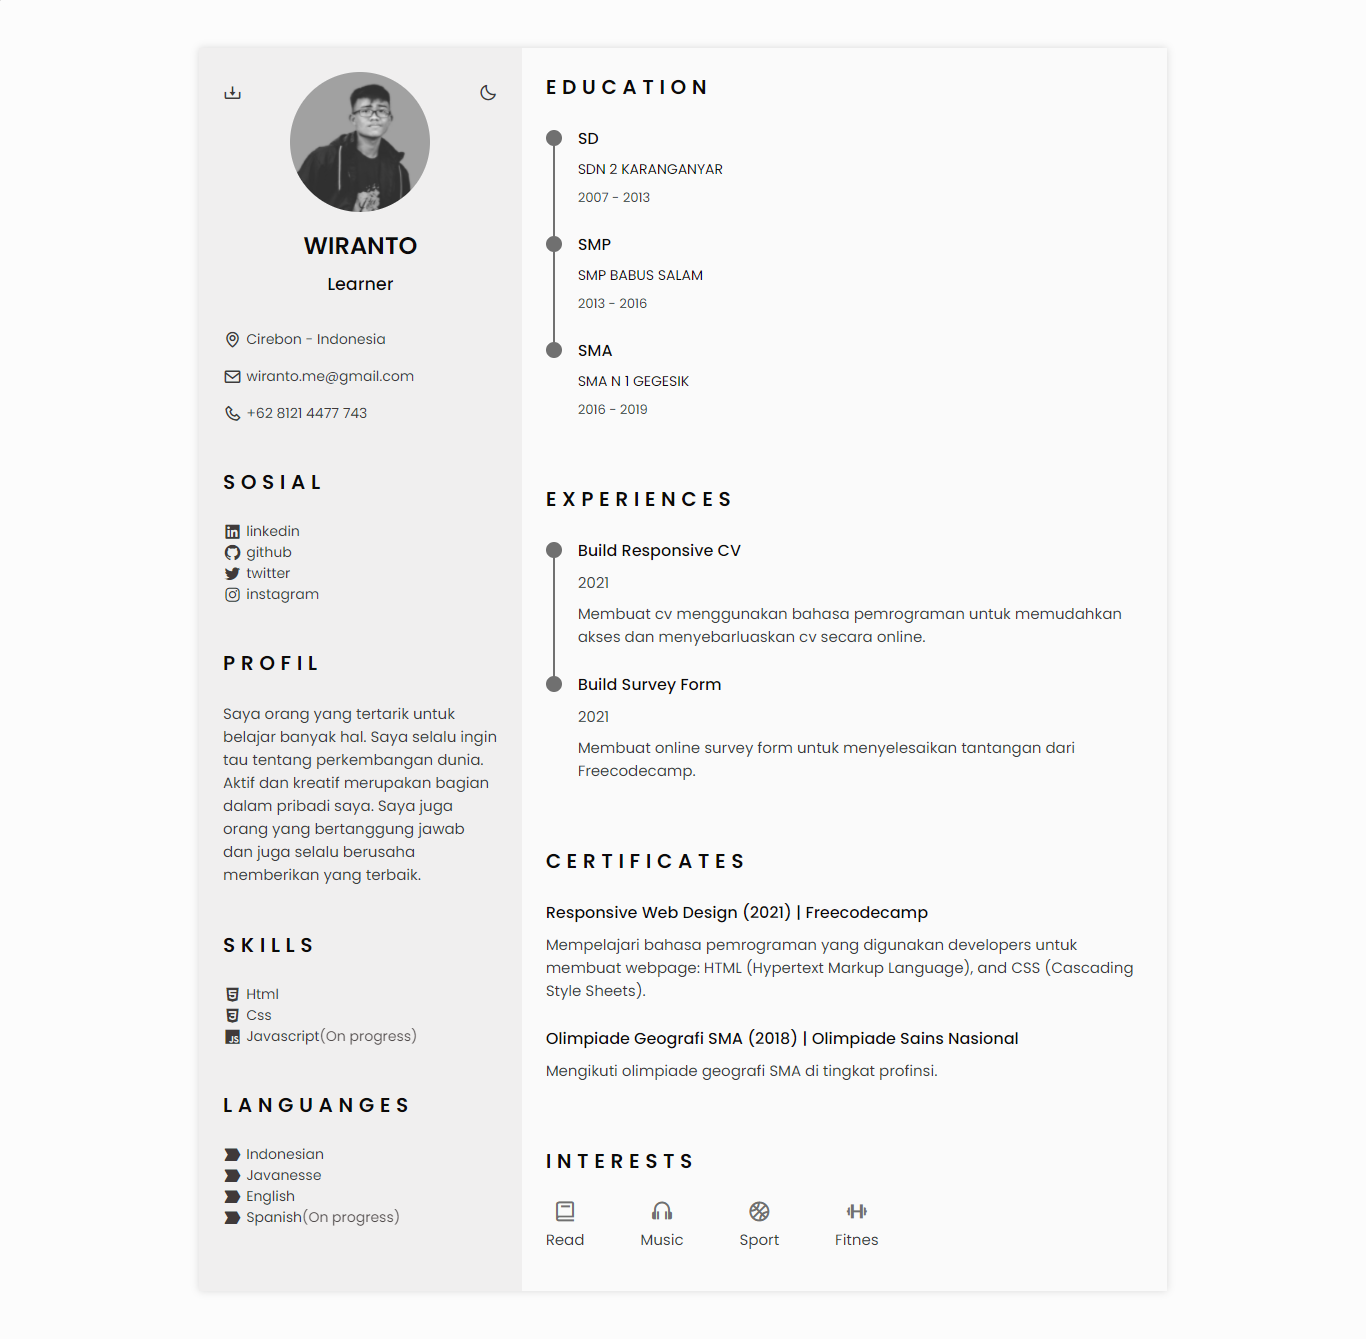 WIRANTO
Learner
Cirebon - Indonesia
wiranto.me@gmail.com
+62 8121 4477 743
SOSIAL
linkedin
github
twitter
instagram
PROFIL
Saya orang yang tertarik untuk
belajar banyak hal. Saya selalu ingin
tau tentang perkembangan dunia.
Aktif dan kreatif merupakan bagian
dalam pribadi saya. Saya juga
orang yang bertanggung jawab
dan juga selalu berusaha
memberikan yang terbaik.
SKILLS
Html
Css
Javascript(On progress)
LANGUANGES
Indonesian
Javanesse
English
Spanish(On progress)
EDUCATION
SD
SDN 2 KARANGANYAR
2007 - 2013
SMP
SMP BABUS SALAM
2013 - 2016
SMA
SMA N 1 GEGESIK
2016 - 2019
EXPERIENCES
Build Responsive CV
2021
Membuat cv menggunakan bahasa pemrograman untuk memudahkan
akses dan menyebarluaskan cv secara online.
Build Survey Form
2021
Membuat online survey form untuk menyelesaikan tantangan dari
Freecodecamp.
CERTIFICATES
Responsive Web Design (2021) | Freecodecamp
Mempelajari bahasa pemrograman yang digunakan developers untuk
membuat webpage: HTML (Hypertext Markup Language), and CSS (Cascading
Style Sheets).
Olimpiade Geografi SMA (2018) | Olimpiade Sains Nasional
Mengikuti olimpiade geografi SMA di tingkat profinsi.
INTERESTS
Read
Music
Sport
Fitnes